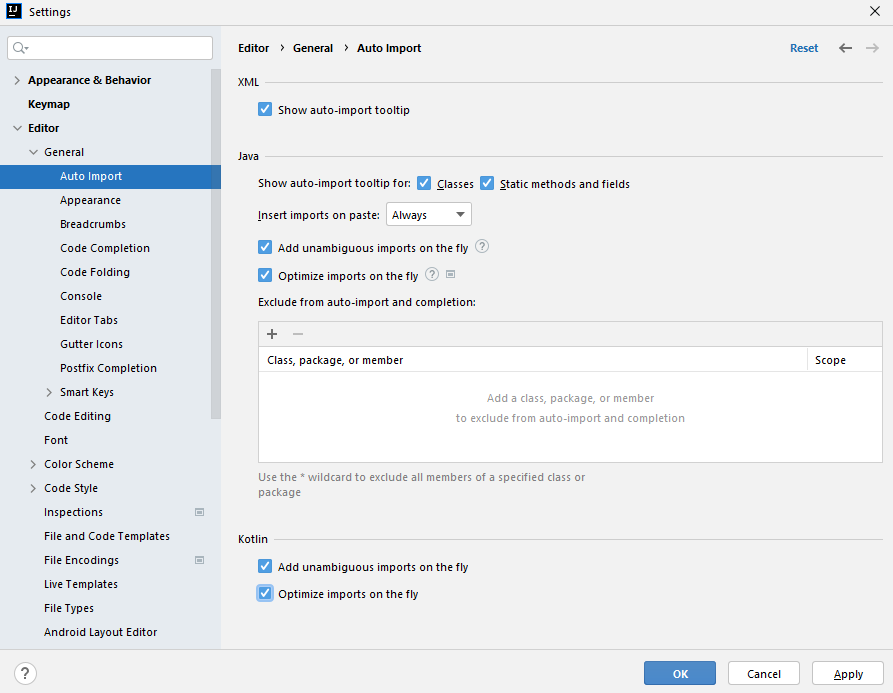 IJ Settings
Editor › General › Auto Import Reset
Appearance & Behavior
Keymap
Editor
General
Auto Import
Appearance
Breadcrumbs
Code Completion
Code Folding
Console
Editor Tabs
Gutter Icons
Postfix Completion
Smart Keys
Code Editing
Font
Color Scheme
Code Style
Inspections
File and Code Templates
File Encodings
Live Templates
File Types
Android Layout Editor
XML
Show auto-import tooltip
Java
Show auto-import tooltip for: Classes Static methods and fields
Insert imports on paste: Always
Add unambiguous imports on the fly ?
Optimize imports on the fly ?
Exclude from auto-import and completion:
Class, package, or member Scope
Add a class, package, or member
to exclude from auto-import and completion
Use the * wildcard to exclude all members of a specified class or
package
Kotlin
Add unambiguous imports on the fly
Optimize imports on the fly
? OK Cancel Apply